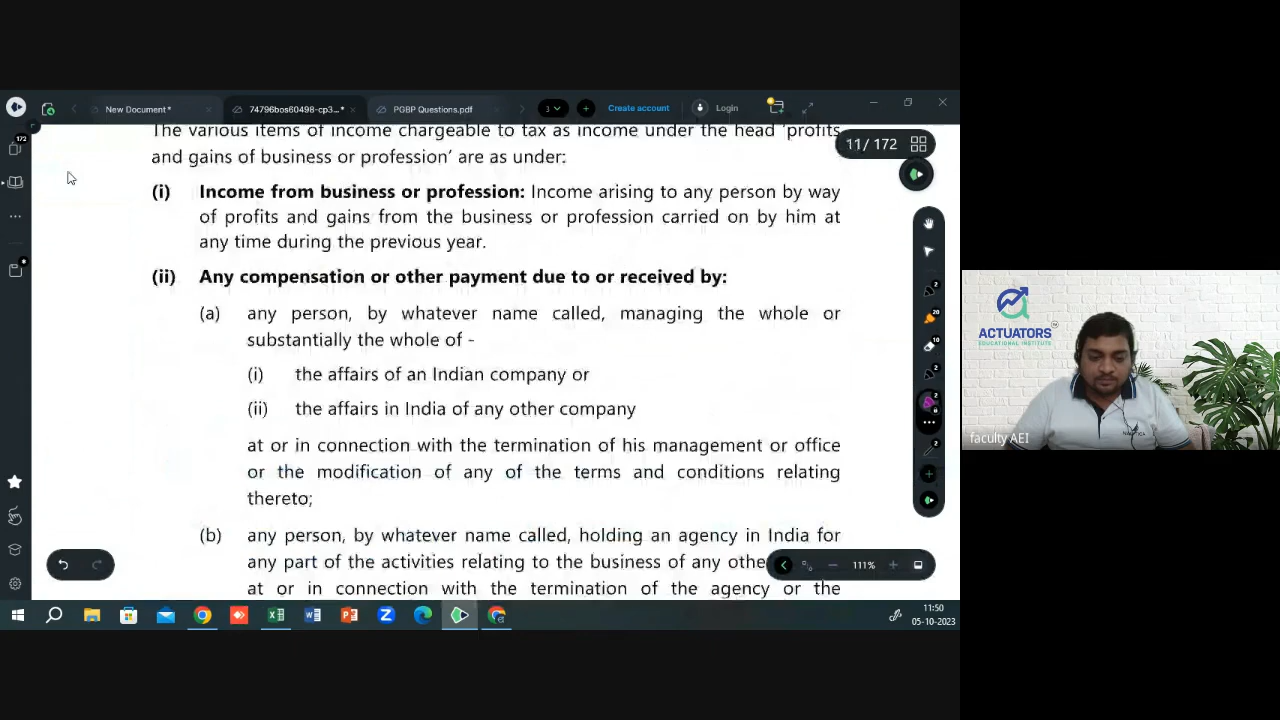 New Document*
74796bos60498-cp3...*
PGBP Questions.pdf
3
Create account
Login
172
The various items of income chargeable to tax as income under the head 'profits
and gains of business or profession' are as under:
11/ 172
(i) Income from business or profession: Income arising to any person by way
of profits and gains from the business or profession carried on by him at
any time during the previous year.
(ii) Any compensation or other payment due to or received by:
(a) any person, by whatever name called, managing the whole or
substantially the whole of -
(i) the affairs of an Indian company or
(ii) the affairs in India of any other company
at or in connection with the termination of his management or office
or the modification of any of the terms and conditions relating
thereto;
(b) any person, by whatever name called, holding an agency in India for
any part of the activities relating to the business of any othe
at or in connection with the termination of the agency or the
2
20
10
2
2
2
111%
11:50
05-10-2023
ACTUATORS
EDUCATIONAL INSTITUTE
faculty AEI